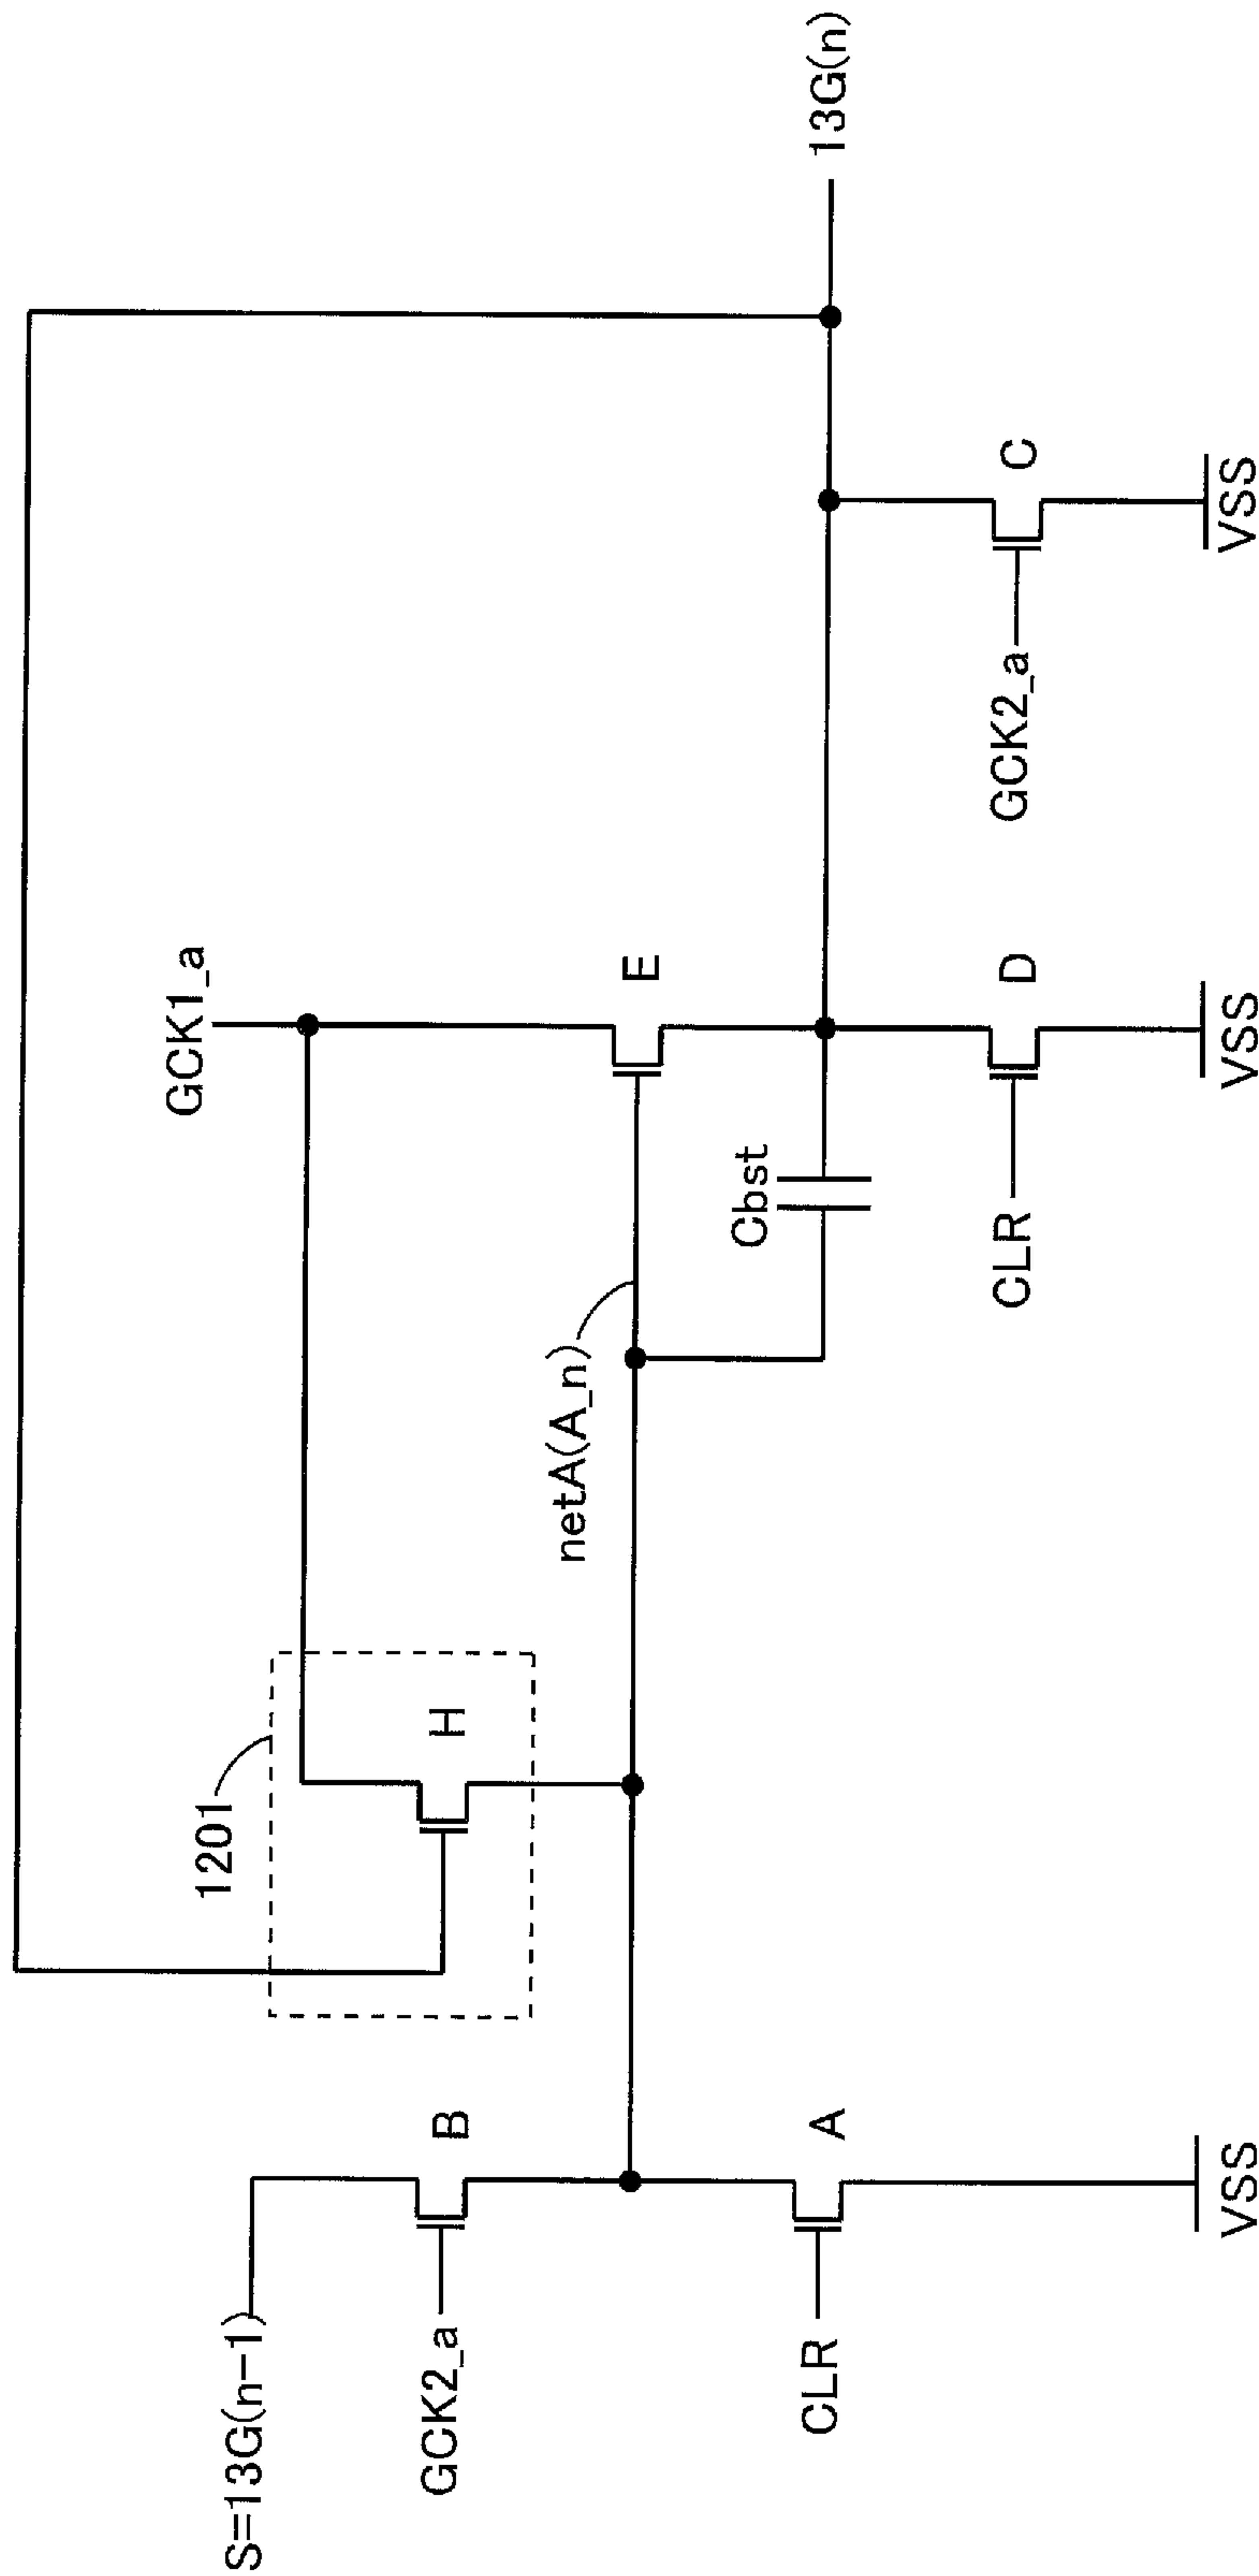 S=13G(n-1)
GCK2_a
B
CLR
A
VSS
1201
H
netA(A_n)
GCK1_a
E
Cbst
CLR
D
VSS
GCK2_a
C
VSS
13G(n)